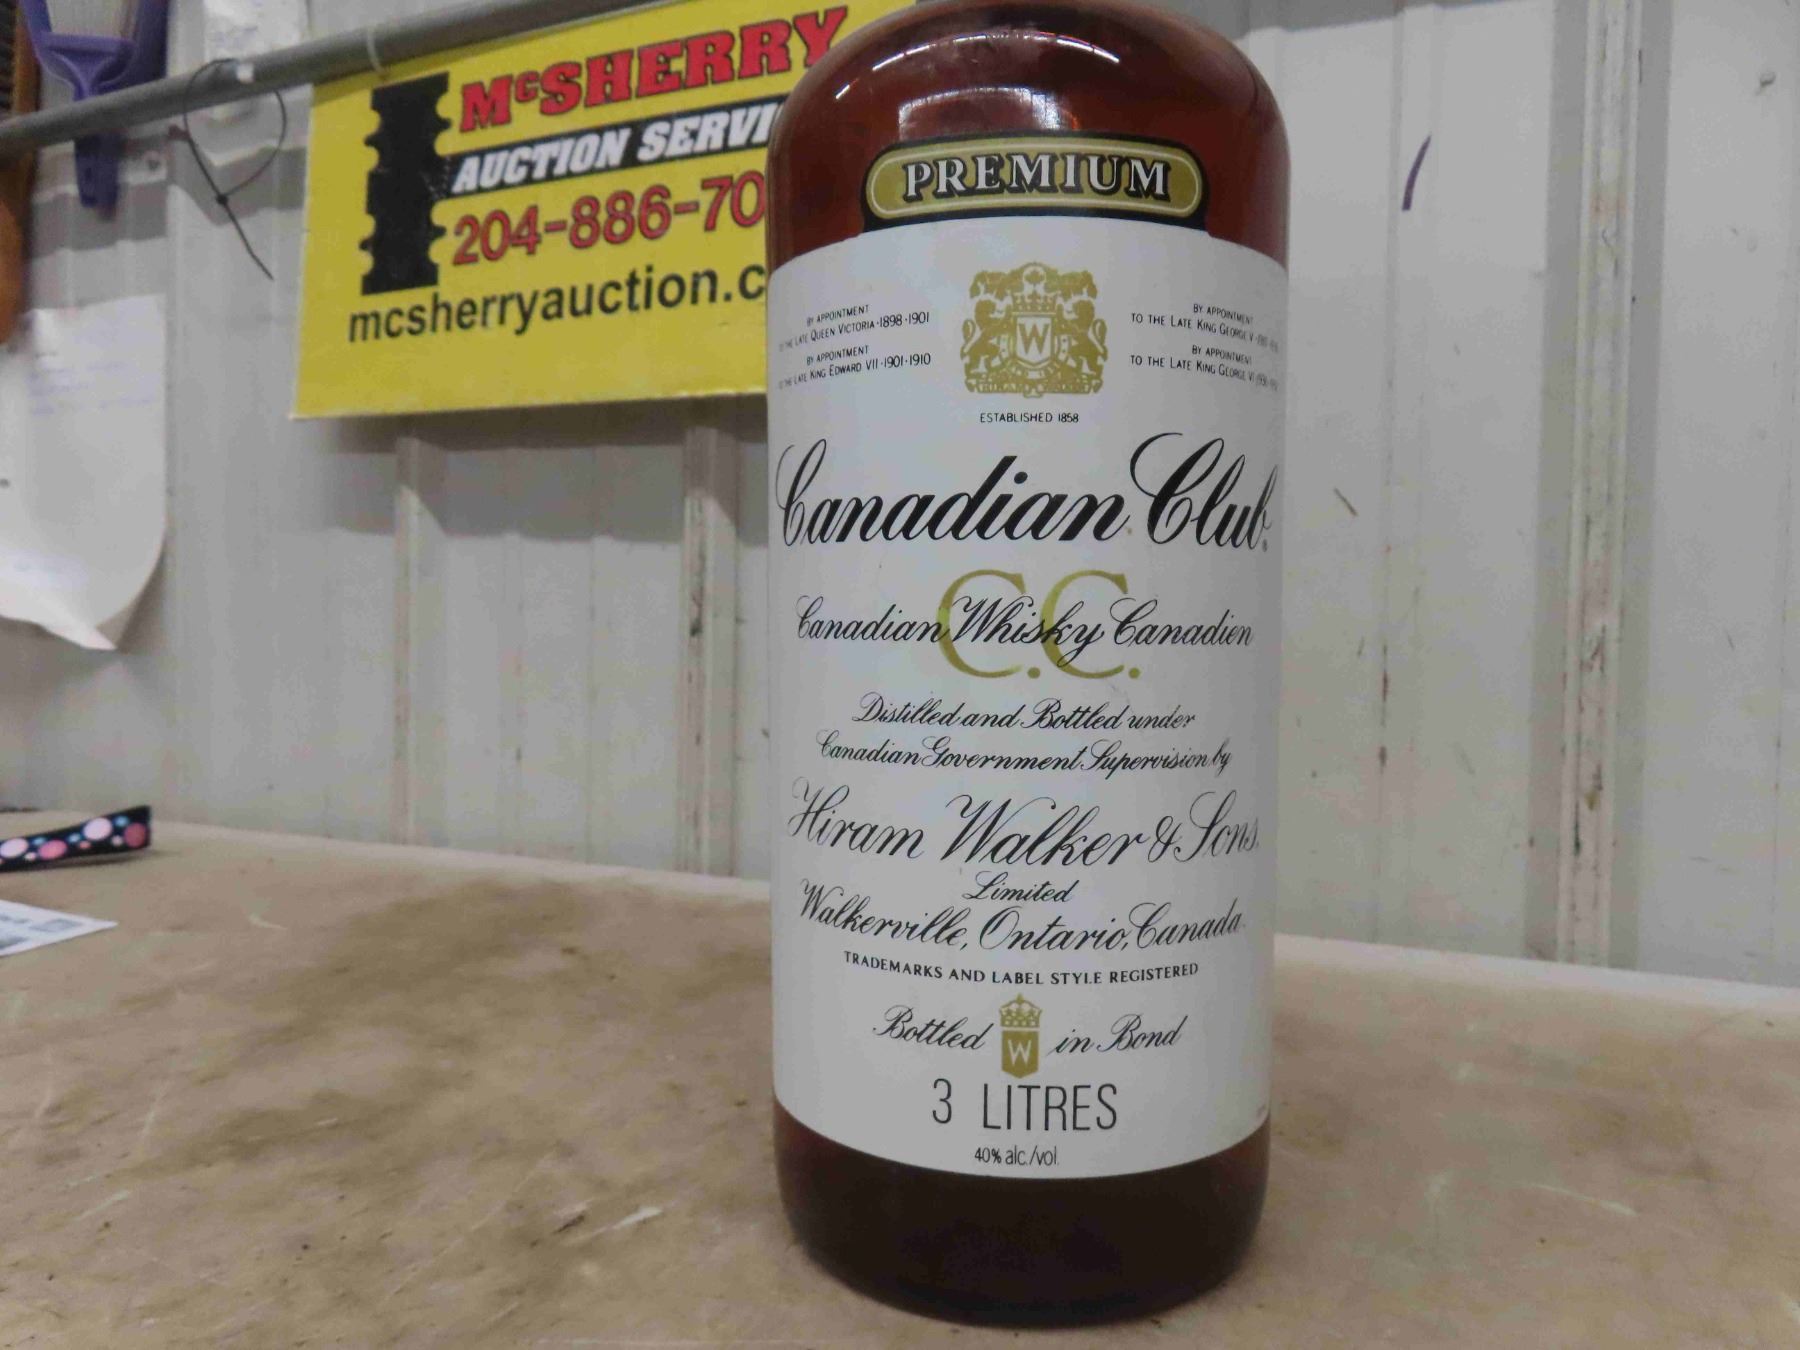 McSHERRY
AUCTION SERVI
204-886-70
mcsherryauction.c
PREMIUM
BY APPOINTMENT
THE LATE QUEEN VICTORIA·1898·1901
BY APPOINTMENT
THE LATE KING EDWARD VII·1901·1910
BY APPOINTMENT
TO THE LATE KING GEORGE V
BY APPOINTMENT
TO THE LATE KING GEORGE VI
W
HIRAM WALKER
ESTABLISHED 1858
Canadian Club.
C.C.
Canadian Whisky Canadien
Distilled and Bottled under
Canadian Government Supervision by
Hiram Walker & Sons.
Limited
Walkerville, Ontario, Canada
TRADEMARKS AND LABEL STYLE REGISTERED
Bottled W in Bond
3 LITRES
40% alc./vol.